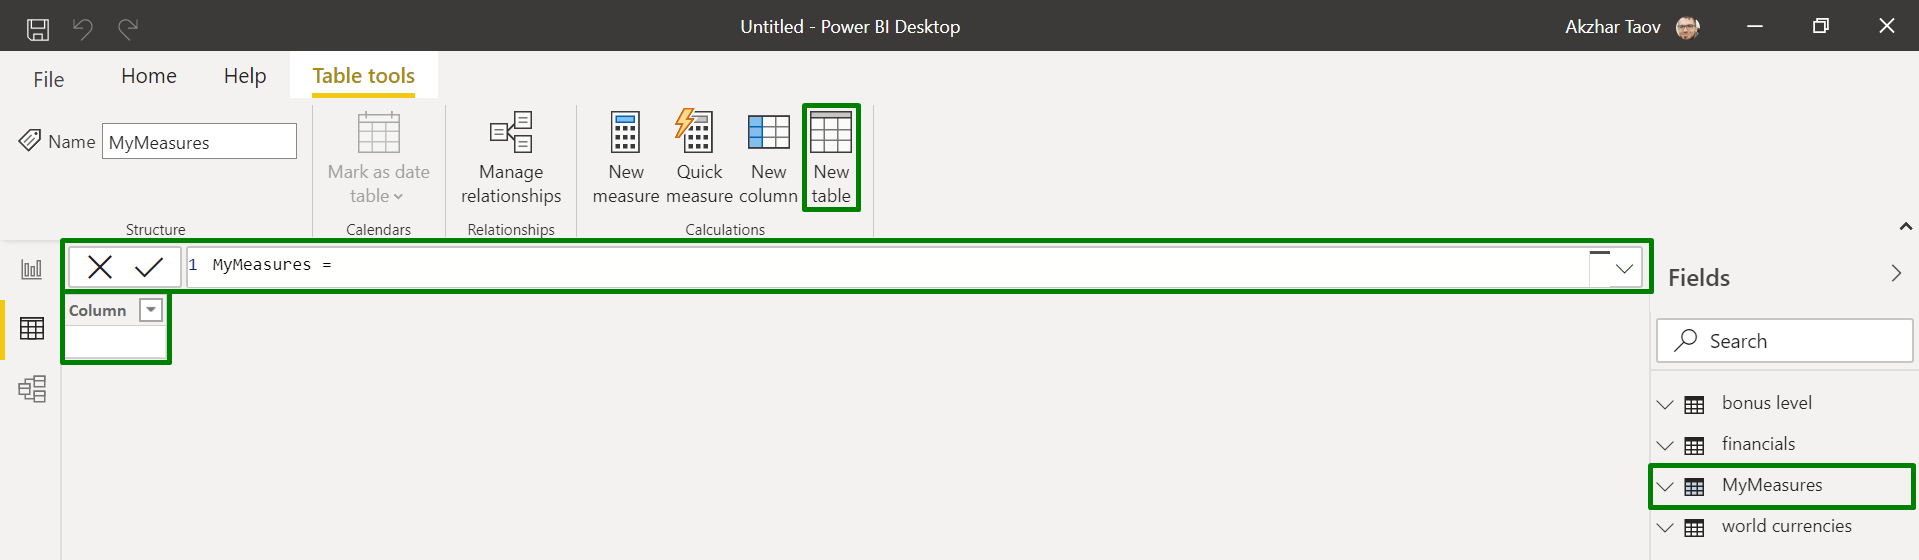 Untitled - Power BI Desktop
Akzhar Taov
File
Home
Help
Table tools
Name
MyMeasures
Structure
Mark as date
table
Calendars
Manage
relationships
Relationships
New
measure
Quick
measure
New
column
New
table
Calculations
1 MyMeasures =
Column
Fields
Search
bonus level
financials
MyMeasures
world currencies